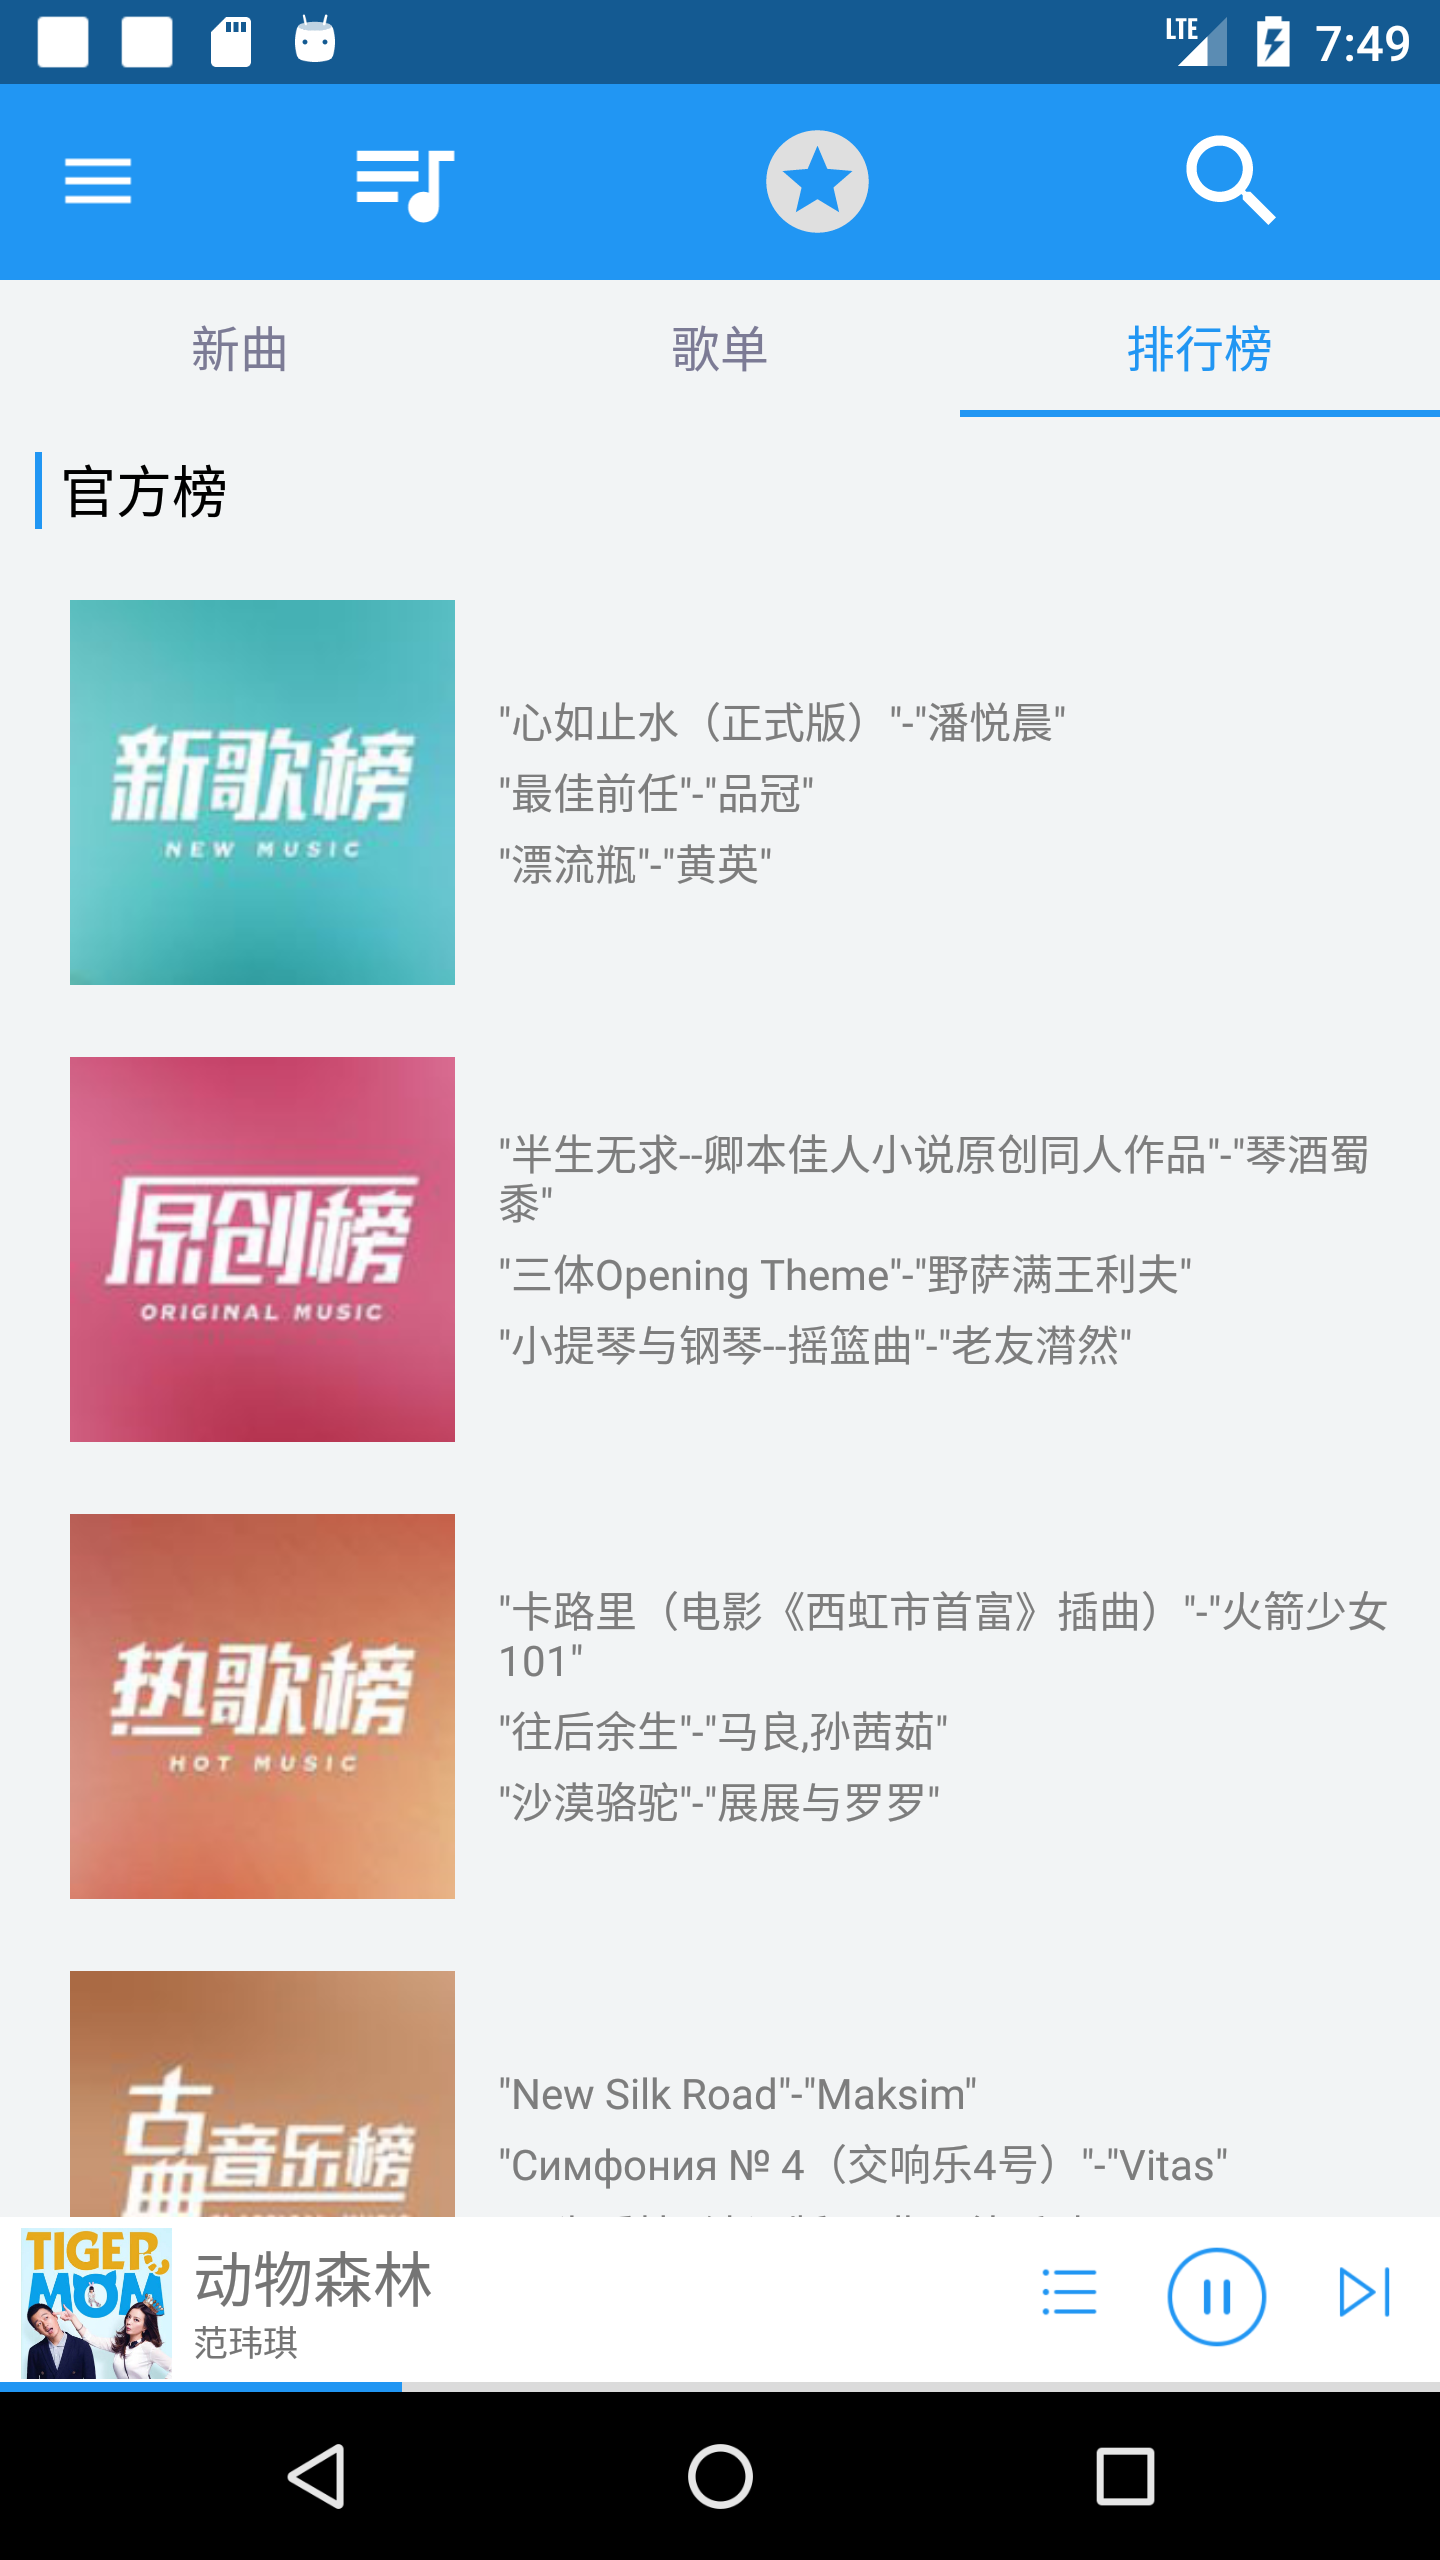 LTE 7:49
新曲 歌单 排行榜
官方榜
新歌榜
NEW MUSIC
"心如止水（正式版）"-"潘悦晨"
"最佳前任"-"品冠"
"漂流瓶"-"黄英"
原创榜
ORIGINAL MUSIC
"半生无求--卿本佳人小说原创同人作品"-"琴酒蜀
黍"
"三体Opening Theme"-"野萨满王利夫"
"小提琴与钢琴--摇篮曲"-"老友潸然"
热歌榜
HOT MUSIC
"卡路里（电影《西虹市首富》插曲）"-"火箭少女
101"
"往后余生"-"马良,孙茜茹"
"沙漠骆驼"-"展展与罗罗"
古典音乐榜
"New Silk Road"-"Maksim"
"Симфония № 4（交响乐4号）"-"Vitas"
TIGER
MOM
动物森林
范玮琪